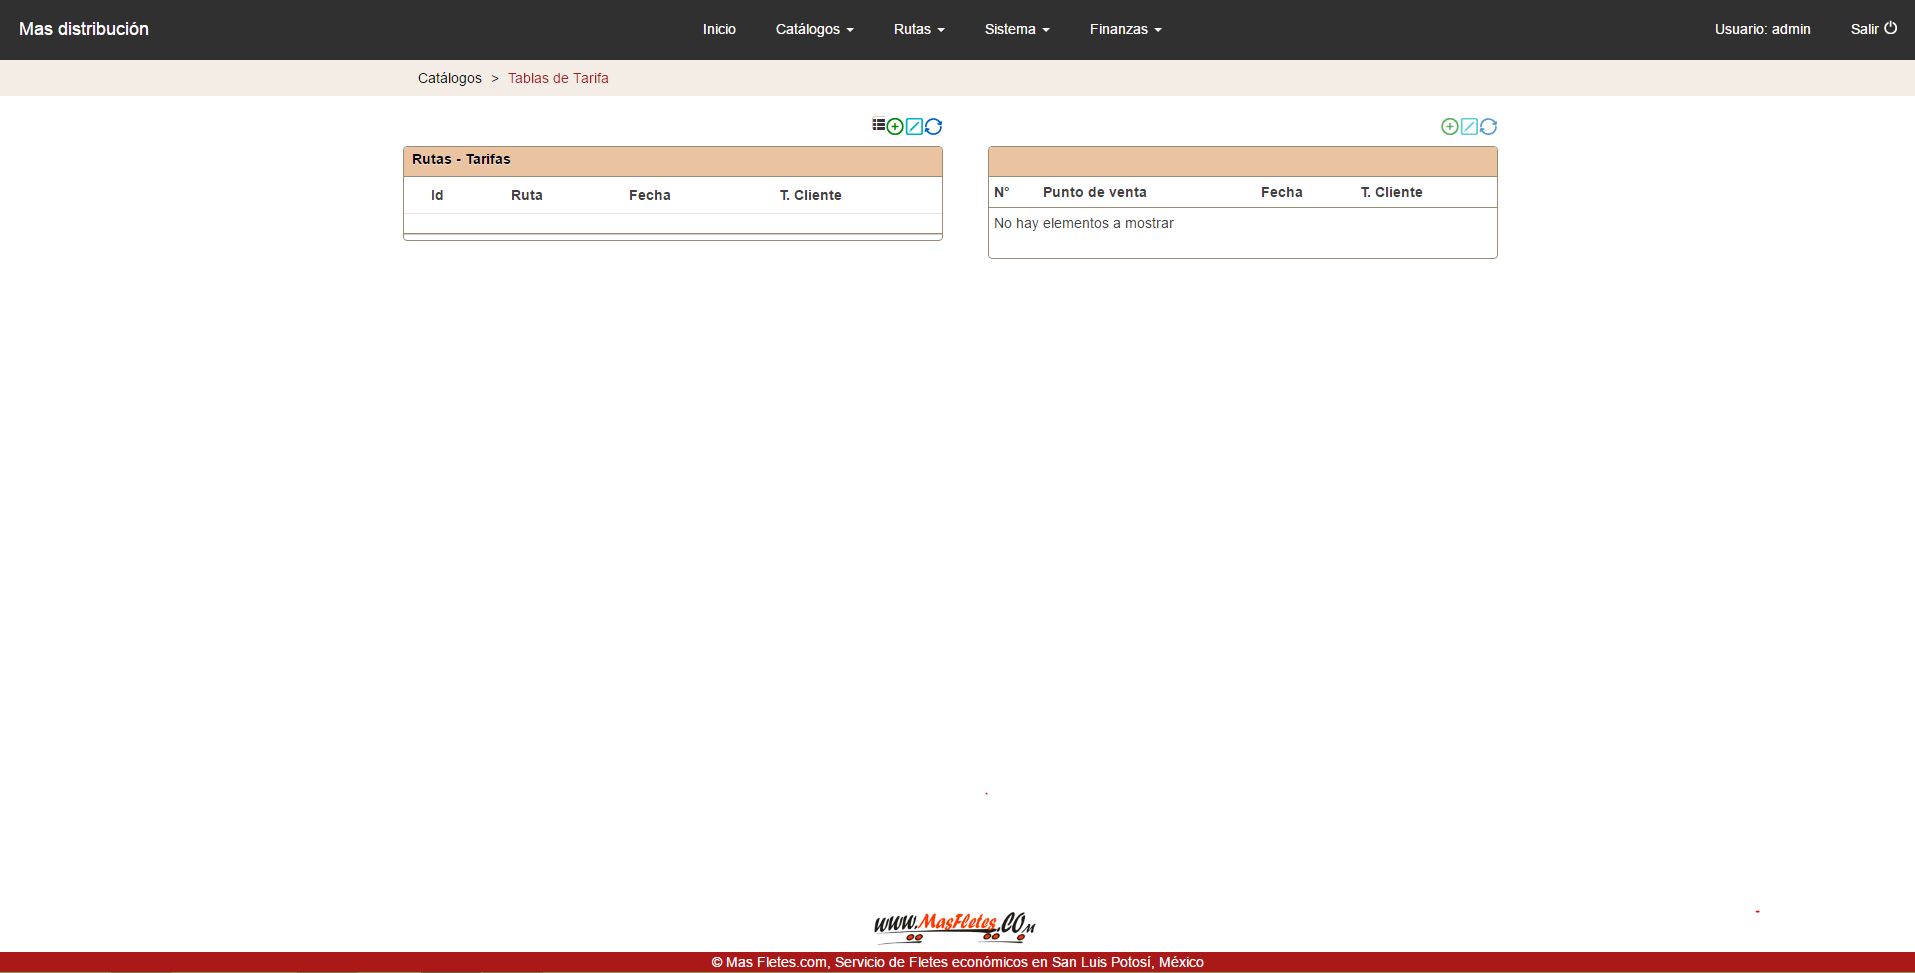 Mas distribución
Inicio Catálogos Rutas Sistema Finanzas
Usuario: admin Salir
Catálogos > Tablas de Tarifa
Rutas - Tarifas
Id Ruta Fecha T. Cliente
N° Punto de venta Fecha T. Cliente
No hay elementos a mostrar
www.MasFletes.COM
© Mas Fletes.com, Servicio de Fletes económicos en San Luis Potosí, México